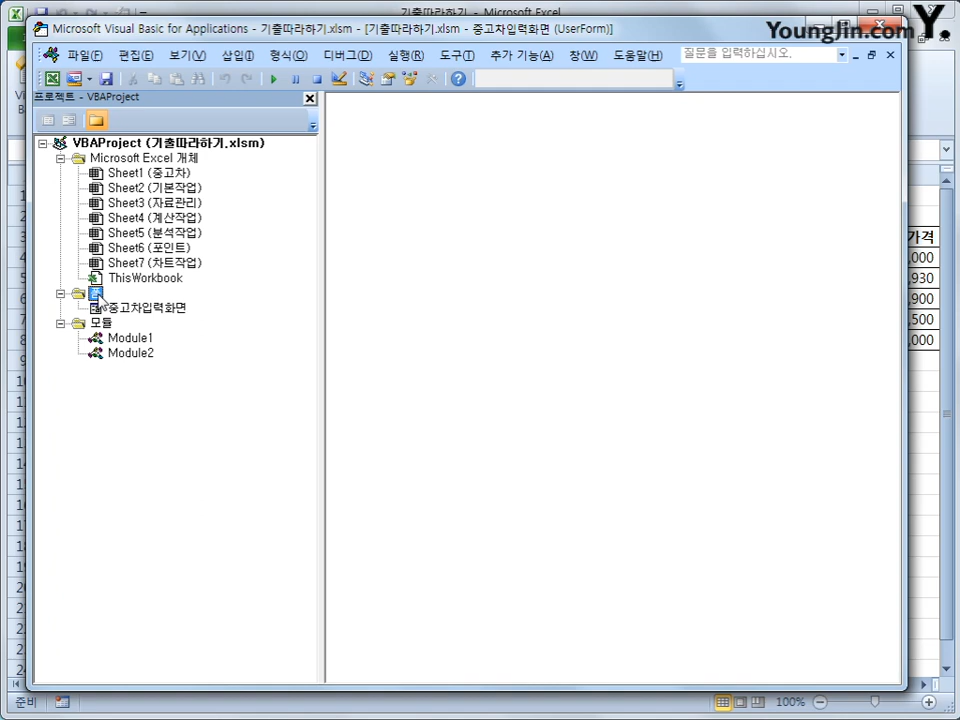 기출따라하기 - Microsoft Excel
Younglin.com Y.
Microsoft Visual Basic for Applications - 기출따라하기.xlsm - [기출따라하기.xlsm - 중고차입력화면 (UserForm)]
파일(F) 편집(E) 보기(V) 삽입(I) 형식(O) 디버그(D) 실행(R) 도구(T) 추가 기능(A) 창(W) 도움말(H) 질문을 입력하십시오.
프로젝트 - VBAProject
VBAProject (기출따라하기.xlsm)
Microsoft Excel 개체
Sheet1 (중고차)
Sheet2 (기본작업)
Sheet3 (자료관리)
Sheet4 (계산작업)
Sheet5 (분석작업)
Sheet6 (포인트)
Sheet7 (차트작업)
ThisWorkbook
폼
중고차입력화면
모듈
Module1
Module2
가격
,000
,930
,900
,500
,000
준비
100%